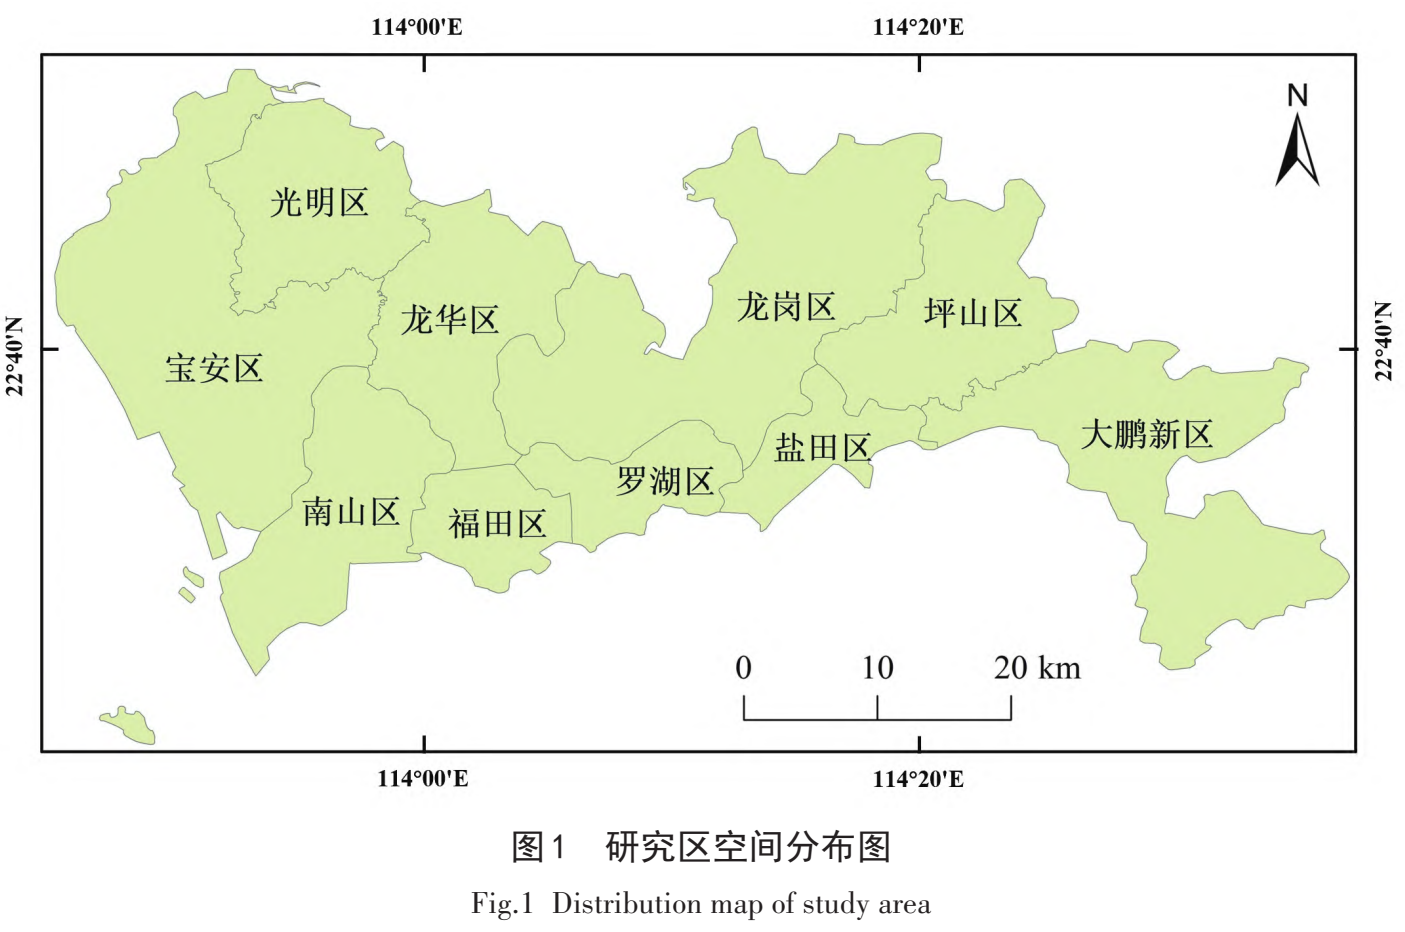 114°00'E 114°20'E
N
光明区
龙华区 龙岗区 坪山区
22°40'N 22°40'N
宝安区
大鹏新区
盐田区
罗湖区
南山区 福田区
0 10 20 km
114°00'E 114°20'E
图1 研究区空间分布图
Fig.1 Distribution map of study area